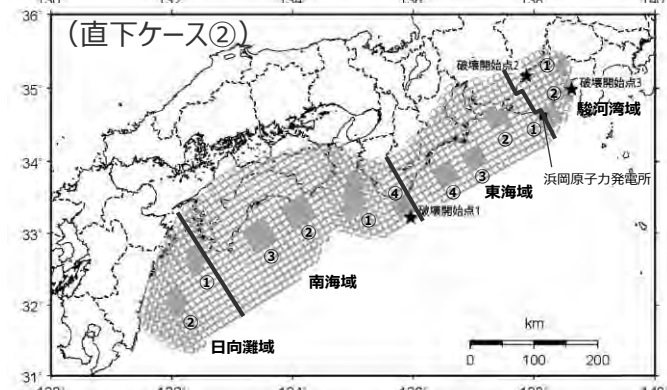 36°
(直下ケース②)
破壊開始点2
①
35°
②
破壊開始点3
駿河湾域
②
①
34°
浜岡原子力発電所
④
③
④
東海域
33°
①
破壊開始点1
②
③
①
南海域
32°
②
日向灘域
km
31°
0
50
100
200